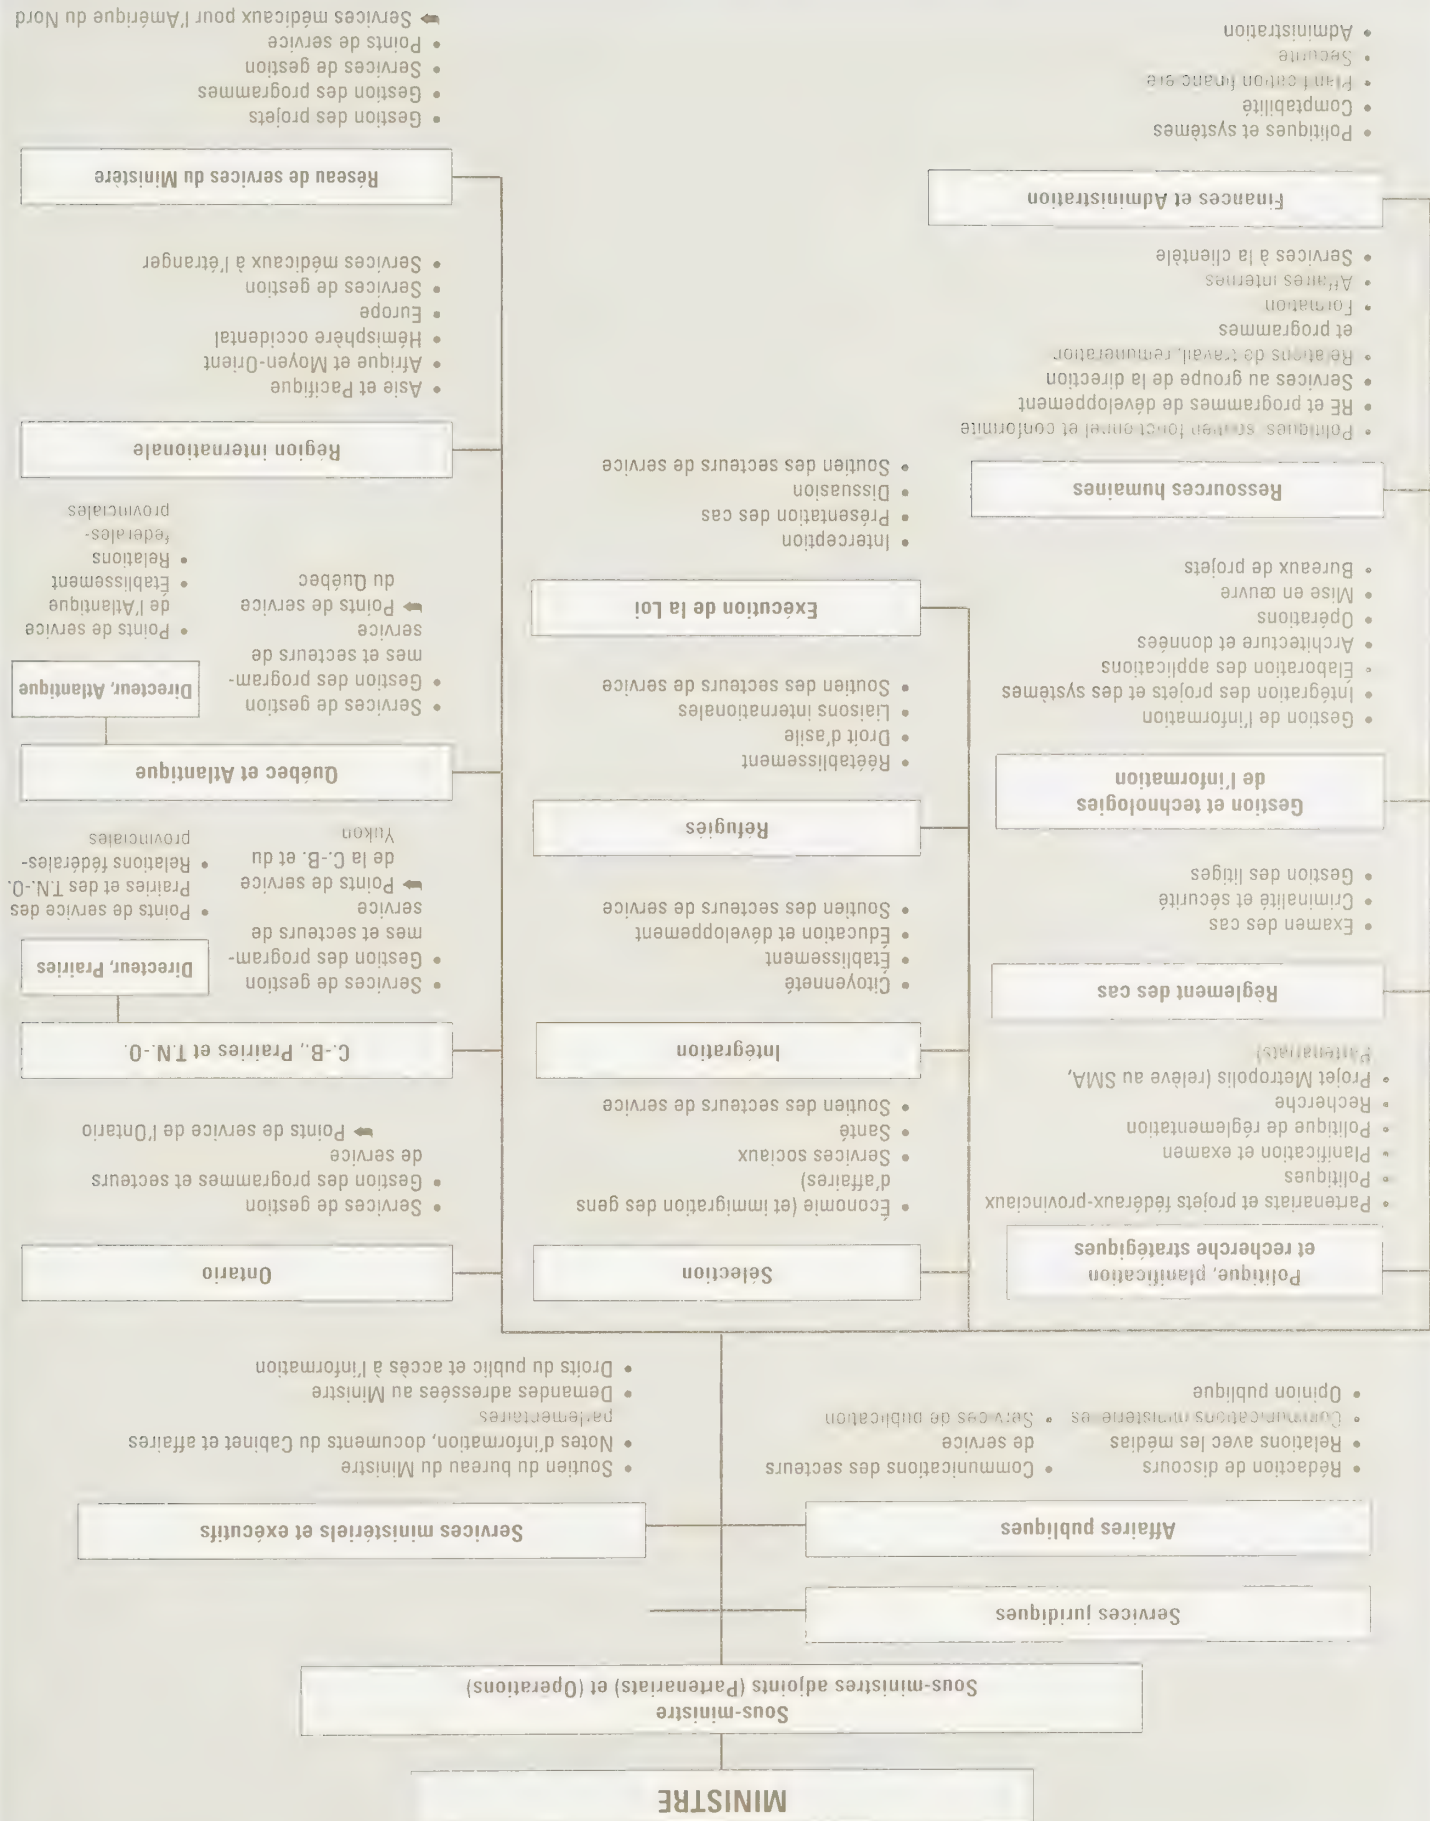 MINISTRE
Sous-ministre
Sous-ministres adjoints (Partenariats) et (Opérations)
Services juridiques
Affaires publiques
• Rédaction de discours
• Relations avec les médias
• Communications ministérielles
• Opinion publique
• Communications des secteurs
de service
• Services de publication
Services ministériels et exécutifs
• Soutien du bureau du Ministre
• Notes d'information, documents du Cabinet et affaires
parlementaires
• Demandes adressées au Ministre
• Droits du public et accès à l'information
Politique, planification
et recherche stratégiques
• Partenariats et projets fédéraux-provinciaux
• Politiques
• Planification et examen
• Politique de réglementation
• Recherche
• Projet Metropolis (relève au SMA,
Partenariats)
Règlement des cas
• Examen des cas
• Criminalité et sécurité
• Gestion des litiges
Gestion et technologies
de l'information
• Gestion de l'information
• Intégration des projets et des systèmes
• Élaboration des applications
• Architecture et données
• Opérations
• Mise en œuvre
• Bureaux de projets
Ressources humaines
• Politiques, soutien fonctionnel et conformité
• RE et programmes de développement
• Services au groupe de la direction
• Relations de travail, rémunération
et programmes
• Formation
• Affaires internes
• Services à la clientèle
Finances et Administration
• Politiques et systèmes
• Comptabilité
• Planification financière
• Sécurité
• Administration
Sélection
• Économie (et immigration des gens
d'affaires)
• Services sociaux
• Santé
• Soutien des secteurs de service
Intégration
• Citoyenneté
• Établissement
• Éducation et développement
• Soutien des secteurs de service
Réfugiés
• Réétablissement
• Droit d'asile
• Liaisons internationales
• Soutien des secteurs de service
Exécution de la Loi
• Interception
• Présentation des cas
• Dissuasion
• Soutien des secteurs de service
Ontario
• Services de gestion
• Gestion des programmes et secteurs
de service
➥ Points de service de l'Ontario
C.-B., Prairies et T.N.-O.
• Services de gestion
• Gestion des program-
mes et secteurs de
service
➥ Points de service
de la C.-B. et du
Yukon
Directeur, Prairies
• Points de service des
Prairies et des T.N.-O.
• Relations fédérales-
provinciales
Québec et Atlantique
• Services de gestion
• Gestion des program-
mes et secteurs de
service
➥ Points de service
du Québec
Directeur, Atlantique
• Points de service
de l'Atlantique
• Établissement
• Relations
fédérales-
provinciales
Région internationale
• Asie et Pacifique
• Afrique et Moyen-Orient
• Hémisphère occidental
• Europe
• Services de gestion
• Services médicaux à l'étranger
Réseau de services du Ministère
• Gestion des projets
• Gestion des programmes
• Services de gestion
• Points de service
➥ Services médicaux pour l'Amérique du Nord